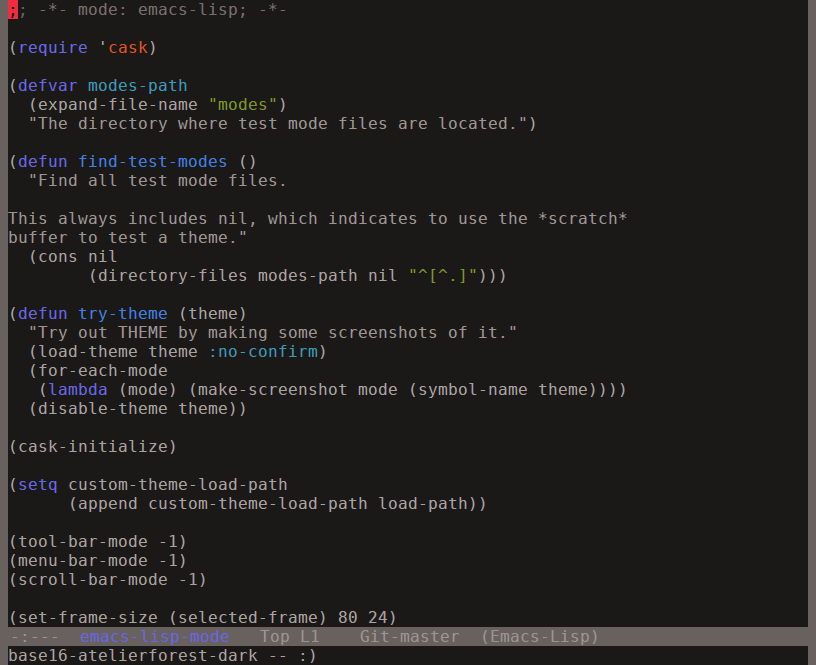 ;; -*- mode: emacs-lisp; -*-

(require 'cask)

(defvar modes-path
  (expand-file-name "modes")
  "The directory where test mode files are located.")

(defun find-test-modes ()
  "Find all test mode files.

This always includes nil, which indicates to use the *scratch*
buffer to test a theme."
  (cons nil
        (directory-files modes-path nil "^[^.]")))

(defun try-theme (theme)
  "Try out THEME by making some screenshots of it."
  (load-theme theme :no-confirm)
  (for-each-mode
   (lambda (mode) (make-screenshot mode (symbol-name theme))))
  (disable-theme theme))

(cask-initialize)

(setq custom-theme-load-path
      (append custom-theme-load-path load-path))

(tool-bar-mode -1)
(menu-bar-mode -1)
(scroll-bar-mode -1)

(set-frame-size (selected-frame) 80 24)
-:---  emacs-lisp-mode   Top L1    Git-master  (Emacs-Lisp)
base16-atelierforest-dark -- :)